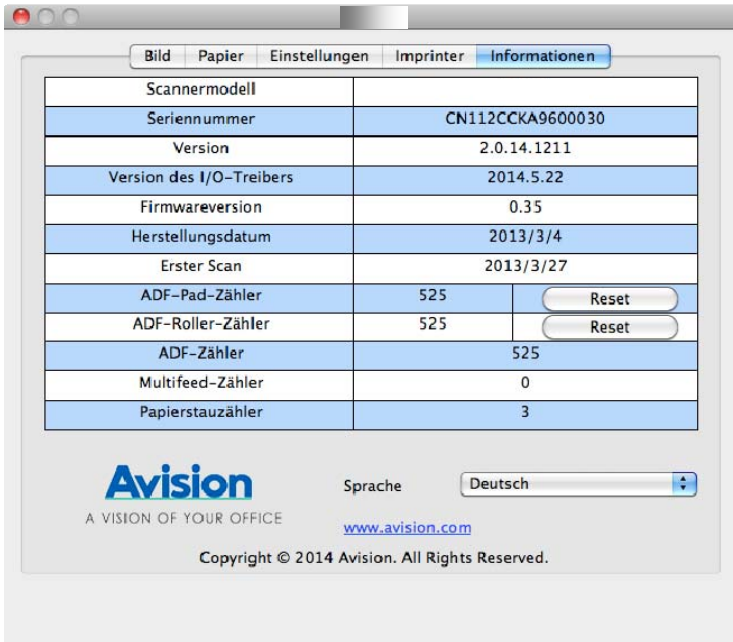 Bild Papier Einstellungen Imprinter Informationen
Scannermodell
Seriennummer CN112CCKA9600030
Version 2.0.14.1211
Version des I/O-Treibers 2014.5.22
Firmwareversion 0.35
Herstellungsdatum 2013/3/4
Erster Scan 2013/3/27
ADF-Pad-Zähler 525 Reset
ADF-Roller-Zähler 525 Reset
ADF-Zähler 525
Multifeed-Zähler 0
Papierstauzähler 3
Avision
A VISION OF YOUR OFFICE
Sprache Deutsch
www.avision.com
Copyright © 2014 Avision. All Rights Reserved.